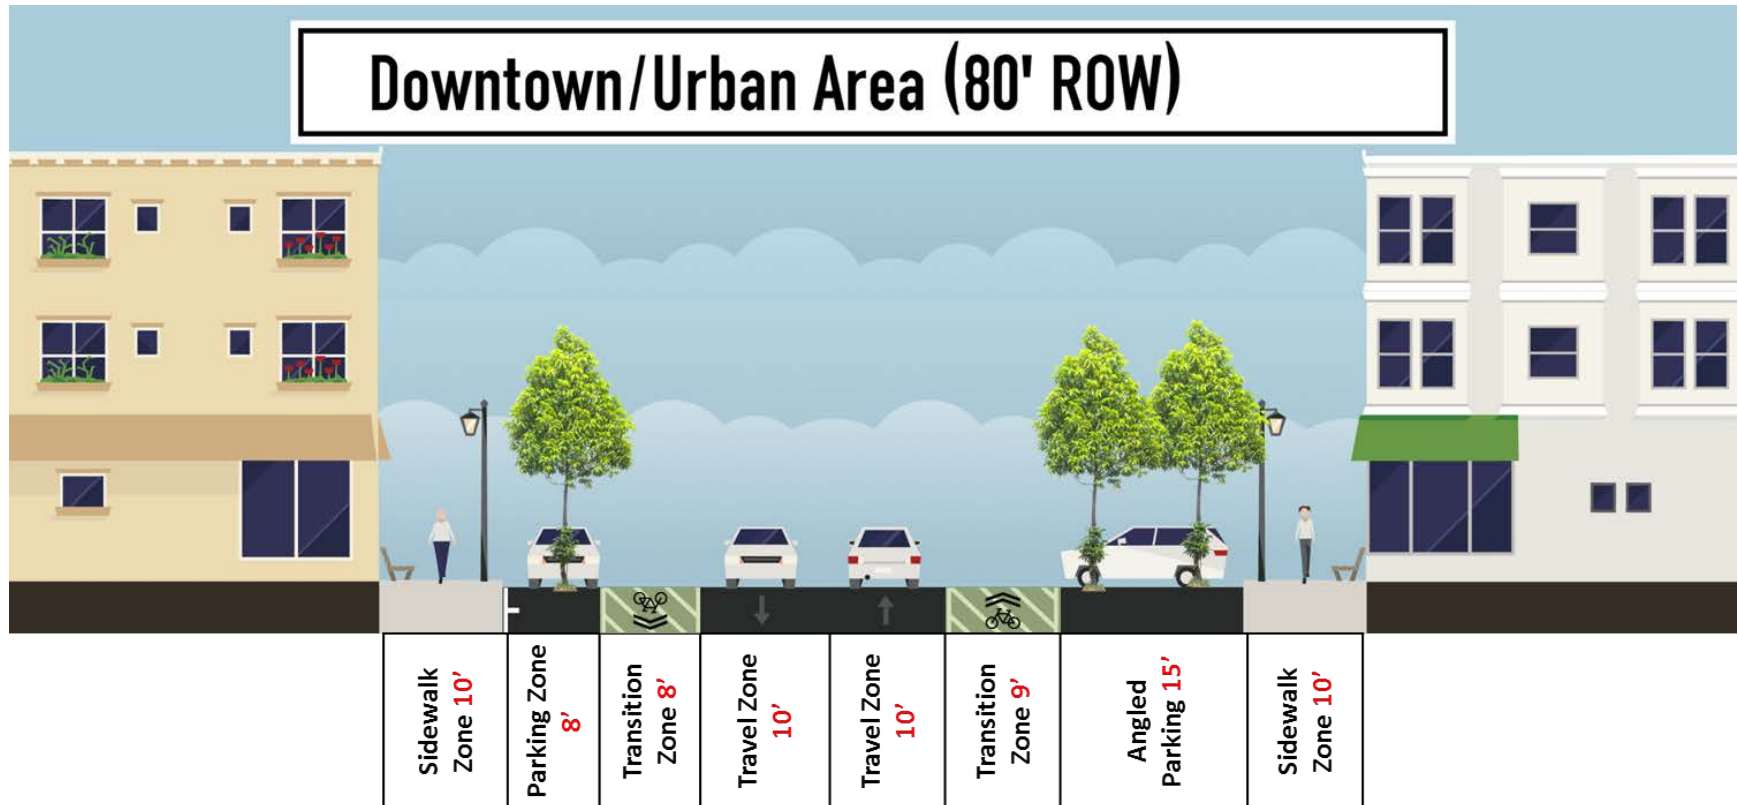 Downtown/Urban Area (80' ROW)
Sidewalk
Zone 10’
Parking Zone
8’
Transition
Zone 8’
Travel Zone
10’
Travel Zone
10’
Transition
Zone 9’
Angled
Parking 15’
Sidewalk
Zone 10’